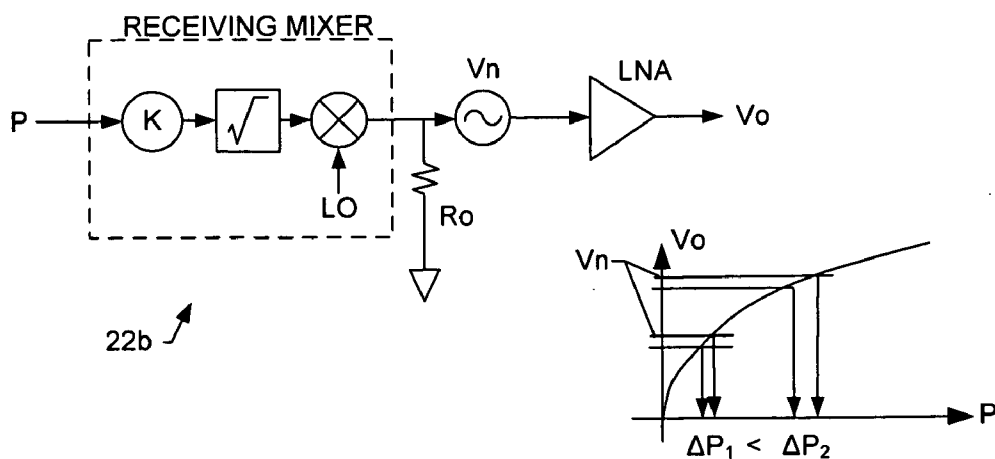 RECEIVING MIXER
P
K
√
LO
Ro
Vn
LNA
Vo
22b
Vo
Vn
P
ΔP₁ < ΔP₂